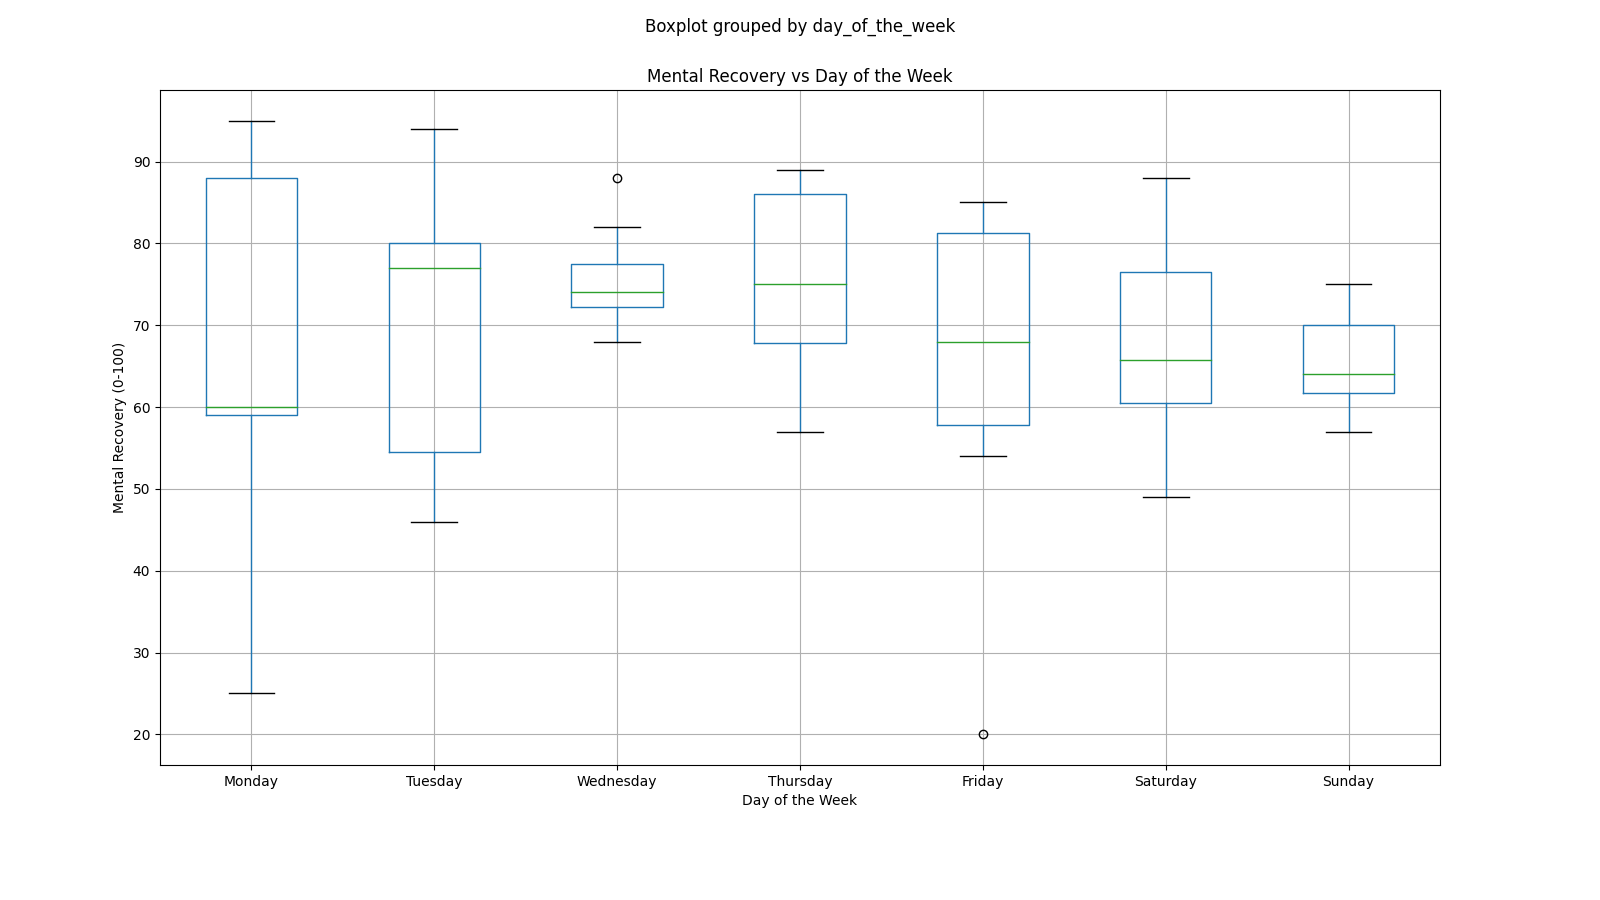 Boxplot grouped by day_of_the_week
Mental Recovery vs Day of the Week
Mental Recovery (0-100)
90
80
70
60
50
40
30
20
Monday Tuesday Wednesday Thursday Friday Saturday Sunday
Day of the Week